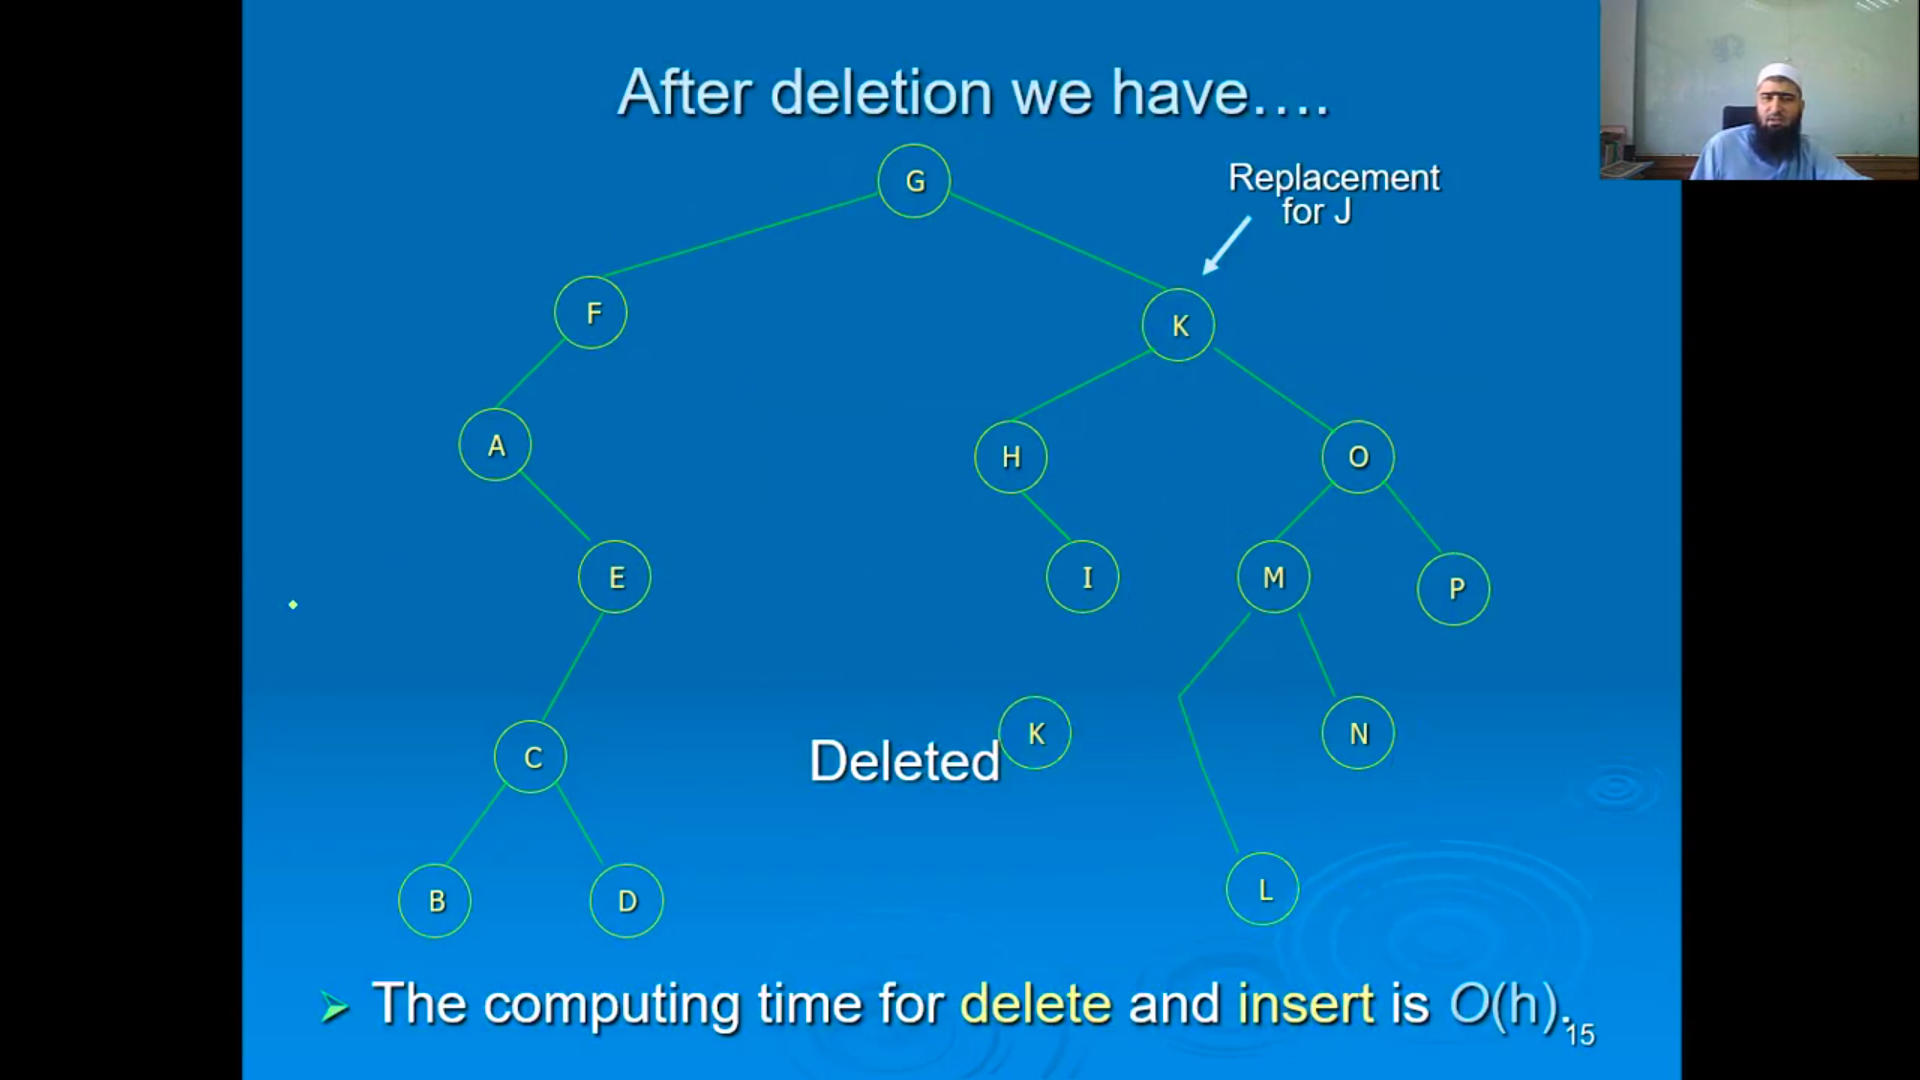 After deletion we have....
G
Replacement
for J
F
K
A
H
O
E
I
M
P
K
N
Deleted
C
B
D
L
The computing time for delete and insert is O(h).
15